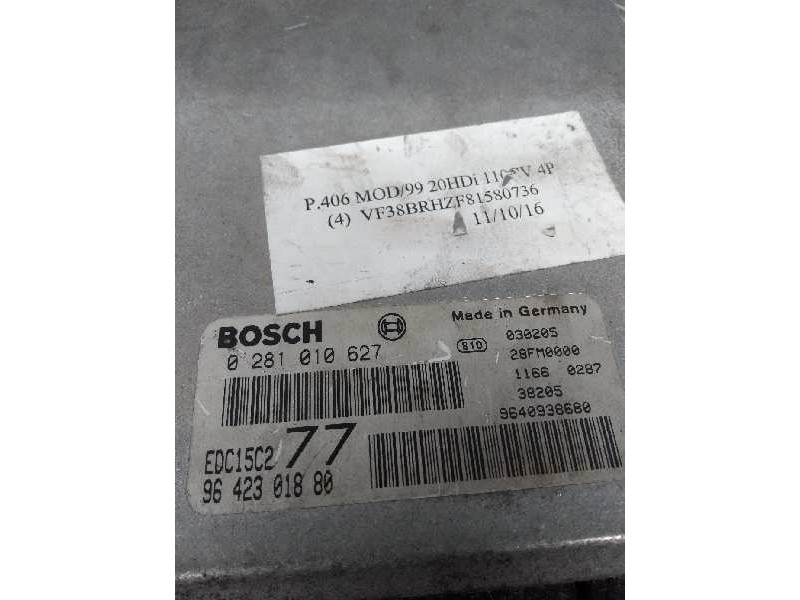 P.406 MOD/99 20HDi 110CV 4P
(4) VF38BRHZF81580736
11/10/16
BOSCH
Made in Germany
0 281 010 627
030205
28FM0000
1166 0287
38205
9640938680
EDC15C2 77
96 423 018 80